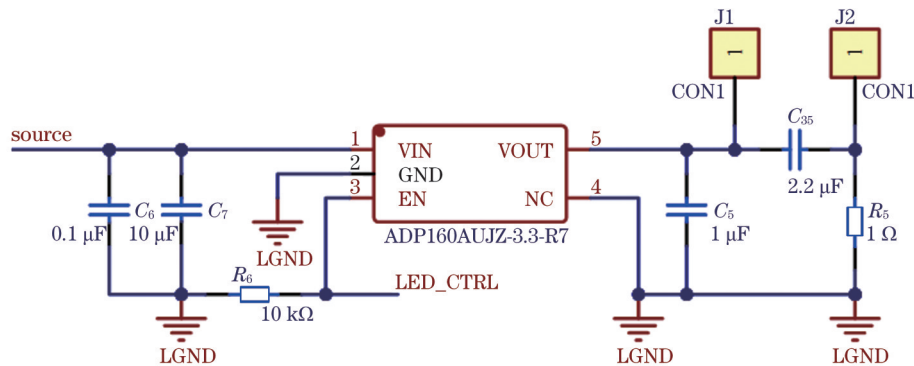 J1
J2
1
1
CON1
CON1
source
1
VIN
VOUT
5
C35
2.2 µF
2
GND
3
EN
NC
4
C6
0.1 µF
C7
10 µF
LGND
ADP160AUJZ-3.3-R7
C5
1 µF
R5
1 Ω
R6
10 kΩ
LED_CTRL
LGND
LGND
LGND